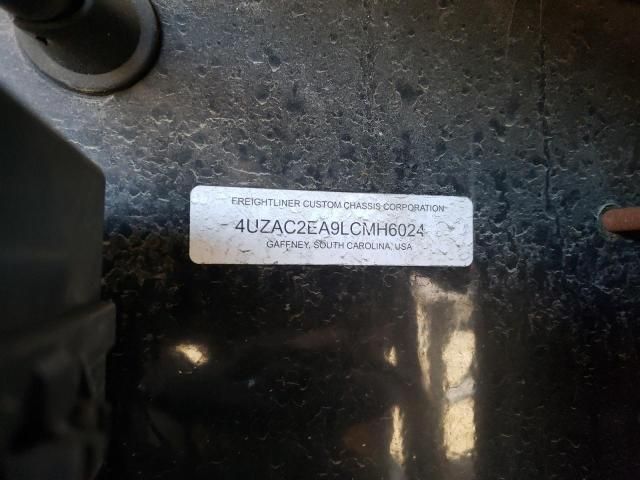 FREIGHTLINER CUSTOM CHASSIS CORPORATION
4UZAC2EA9LCMH6024
GAFFNEY, SOUTH CAROLINA, USA